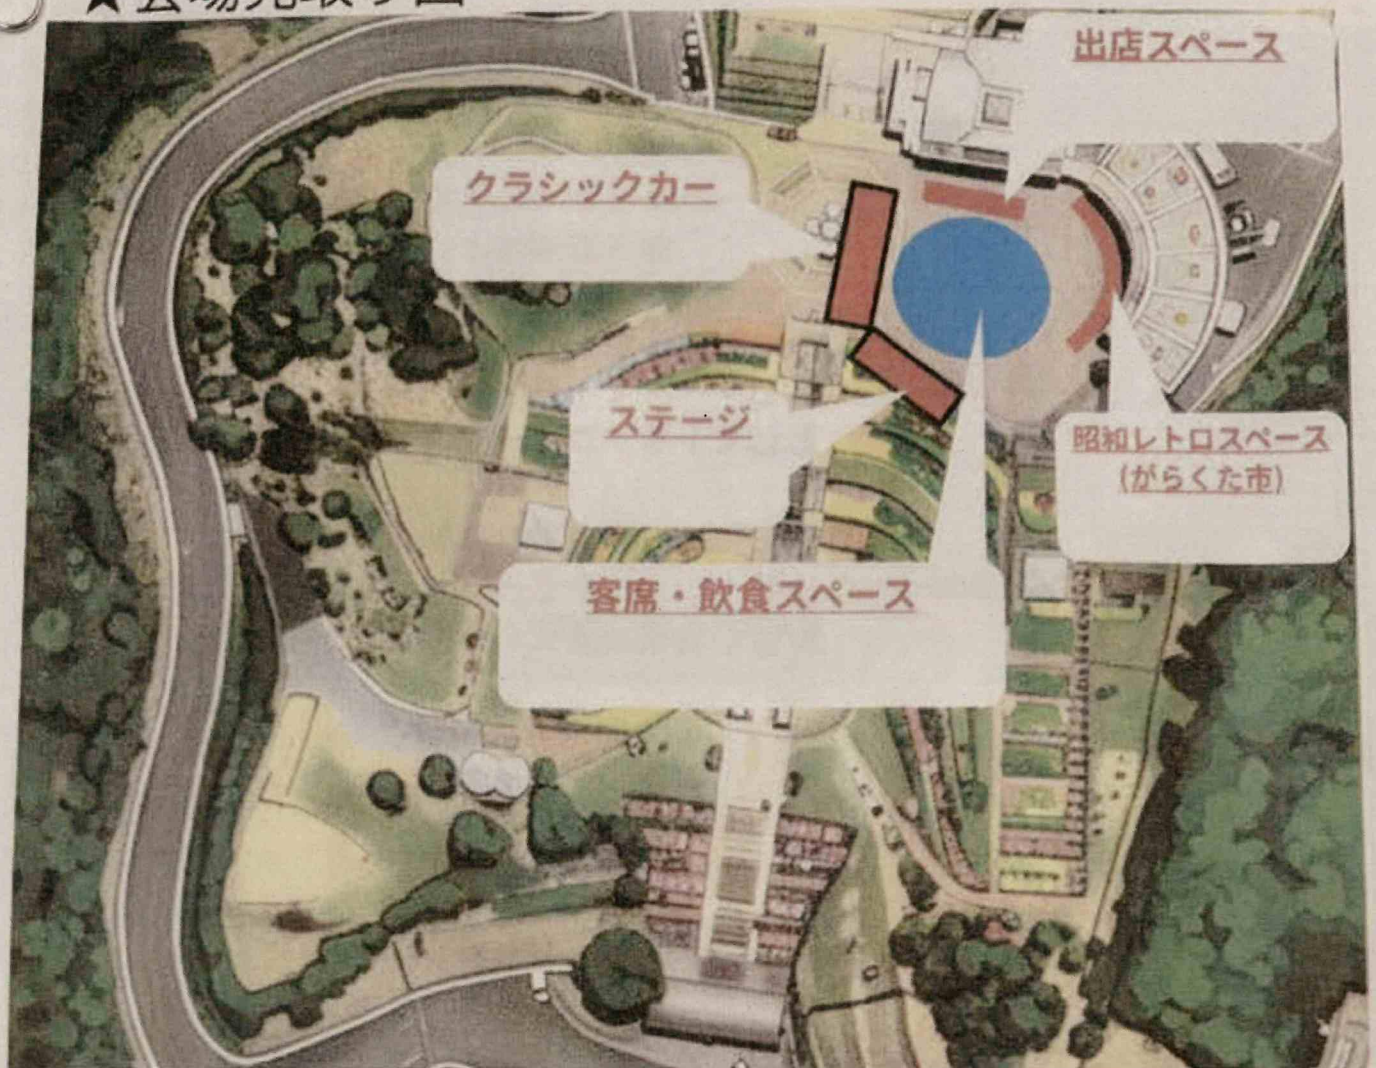 出店スペース
クラシックカー
ステージ
昭和レトロスペース
(がらくた市)
客席・飲食スペース